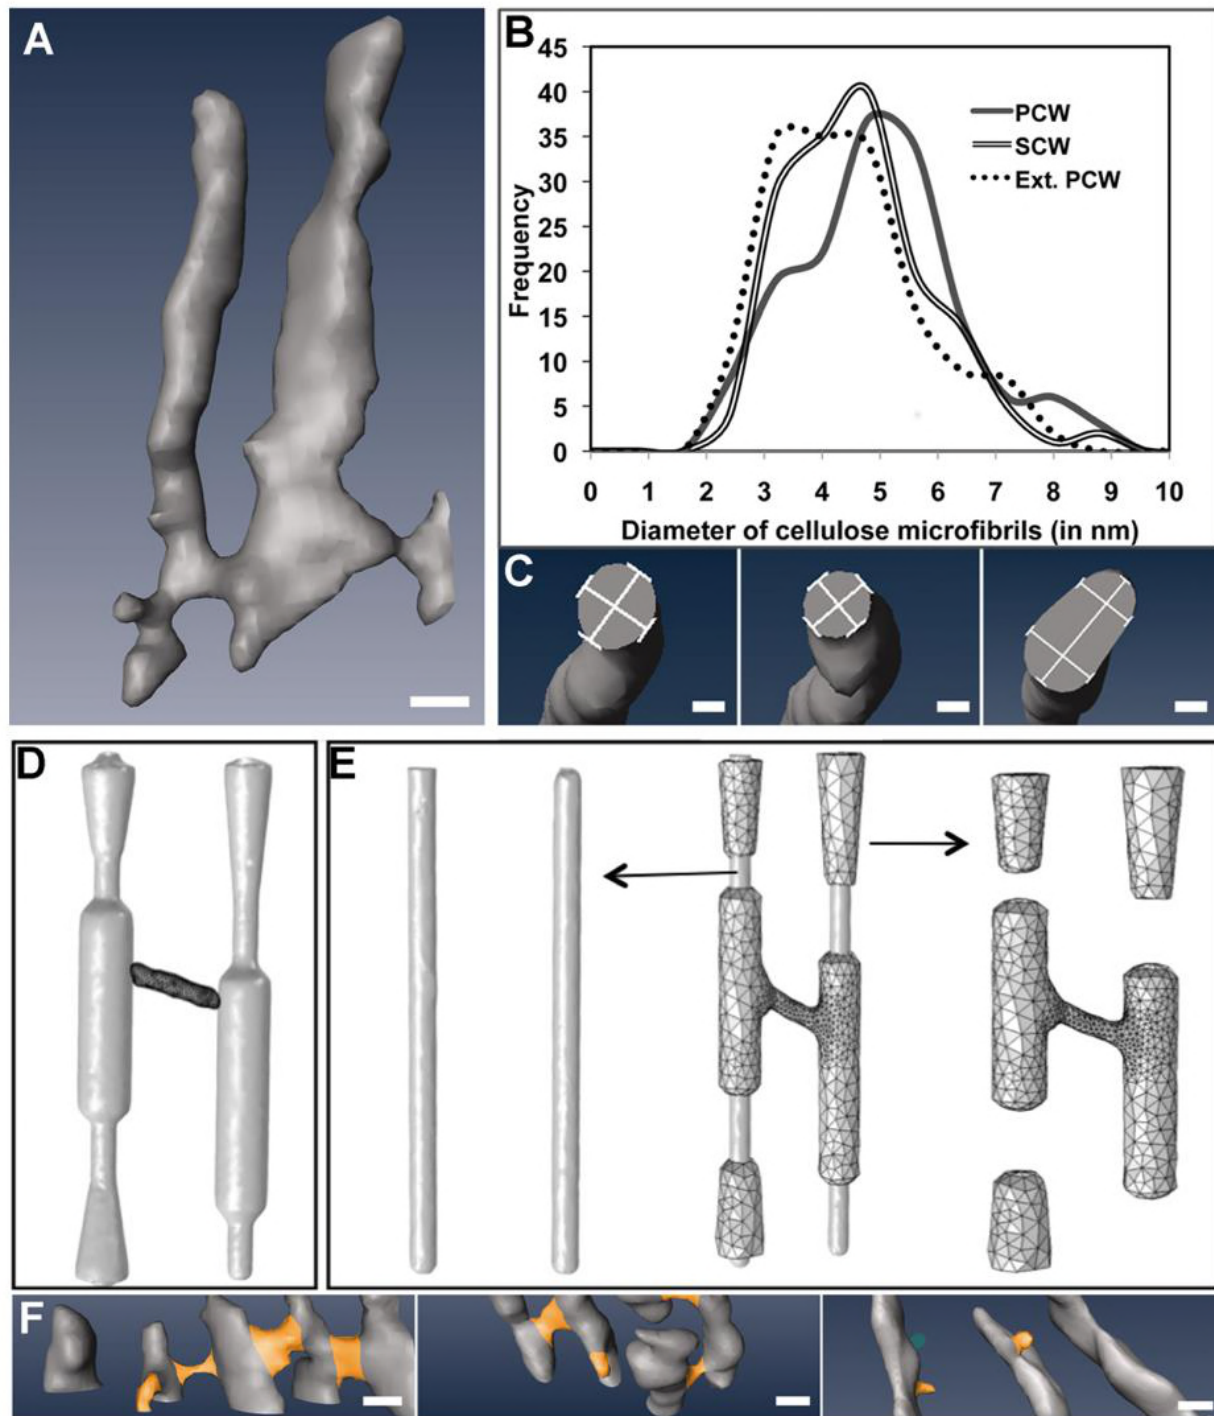 A
B
45
40
35
30
25
20
15
10
5
0
Frequency
PCW
SCW
Ext. PCW
0 1 2 3 4 5 6 7 8 9 10
Diameter of cellulose microfibrils (in nm)
C
D
E
F